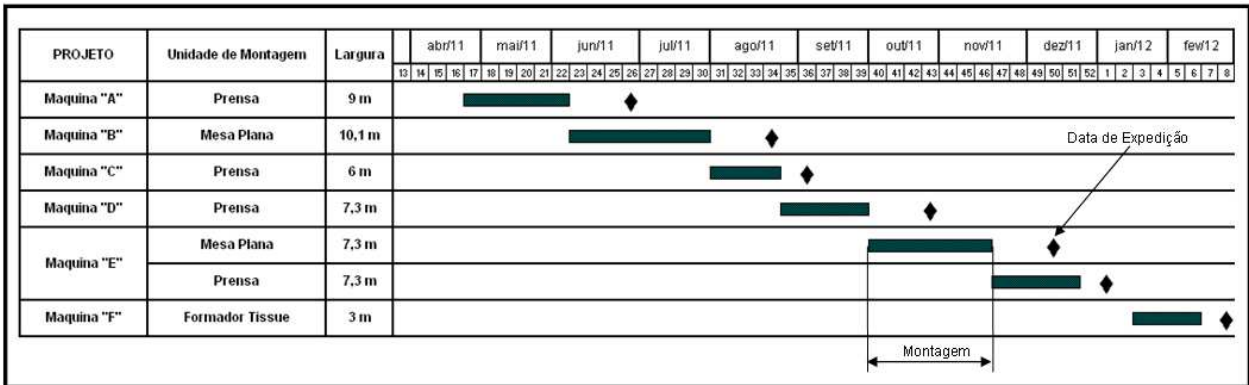 PROJETO Unidade de Montagem Largura abr/11 mai/11 jun/11 jul/11 ago/11 set/11 out/11 nov/11 dez/11 jan/12 fev/12
13 14 15 16 17 18 19 20 21 22 23 24 25 26 27 28 29 30 31 32 33 34 35 36 37 38 39 40 41 42 43 44 45 46 47 48 49 50 51 52 1 2 3 4 5 6 7 8
Maquina "A" Prensa 9 m
Maquina "B" Mesa Plana 10,1 m
Data de Expedição
Maquina "C" Prensa 6 m
Maquina "D" Prensa 7,3 m
Maquina "E" Mesa Plana 7,3 m
Prensa 7,3 m
Maquina "F" Formador Tissue 3 m
Montagem